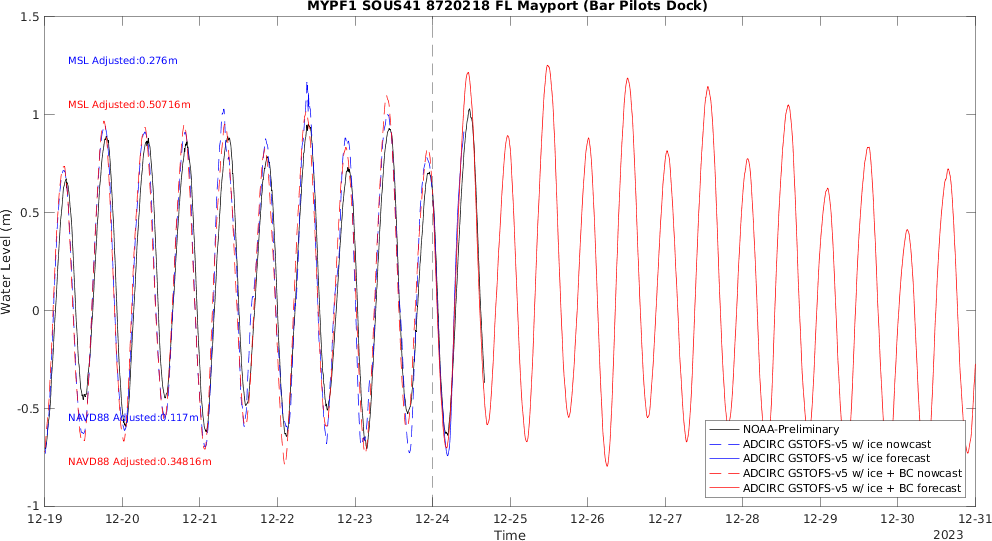 MYPF1 SOUS41 8720218 FL Mayport (Bar Pilots Dock)
1.5
1
0.5
0
-0.5
-1
Water Level (m)
MSL Adjusted:0.276m
MSL Adjusted:0.50716m
NAVD88 Adjusted:0.117m
NAVD88 Adjusted:0.34816m
NOAA-Preliminary
ADCIRC GSTOFS-v5 w/ ice nowcast
ADCIRC GSTOFS-v5 w/ ice forecast
ADCIRC GSTOFS-v5 w/ ice + BC nowcast
ADCIRC GSTOFS-v5 w/ ice + BC forecast
12-19 12-20 12-21 12-22 12-23 12-24 12-25 12-26 12-27 12-28 12-29 12-30 12-31
Time
2023